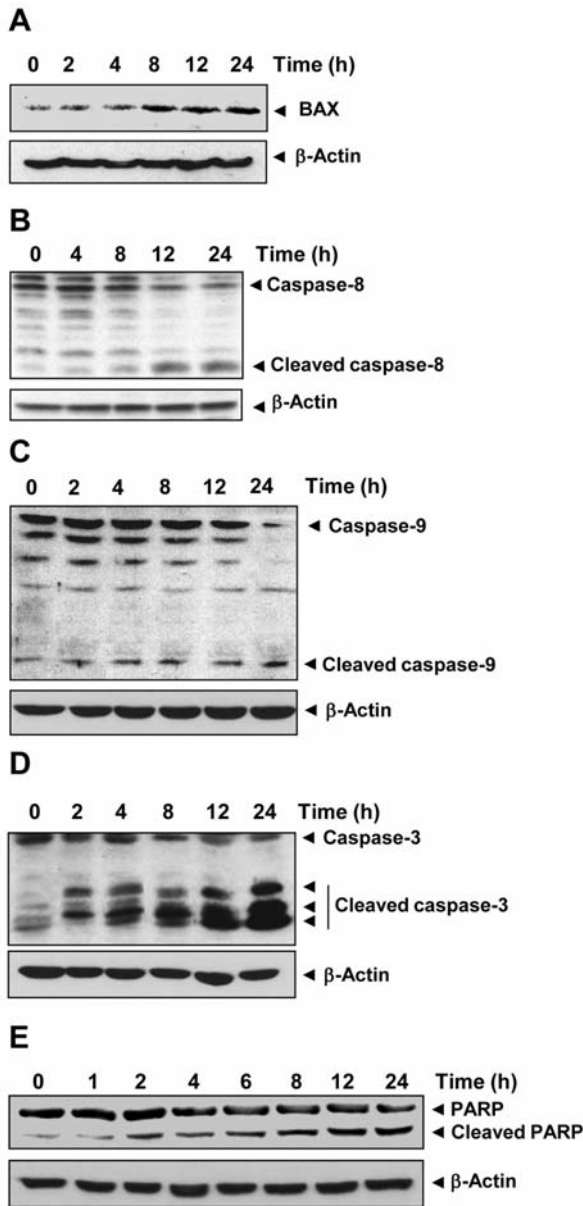 A
0 2 4 8 12 24 Time (h)
BAX
β-Actin
B
0 4 8 12 24 Time (h)
Caspase-8
Cleaved caspase-8
β-Actin
C
0 2 4 8 12 24 Time (h)
Caspase-9
Cleaved caspase-9
β-Actin
D
0 2 4 8 12 24 Time (h)
Caspase-3
Cleaved caspase-3
β-Actin
E
0 1 2 4 6 8 12 24 Time (h)
PARP
Cleaved PARP
β-Actin